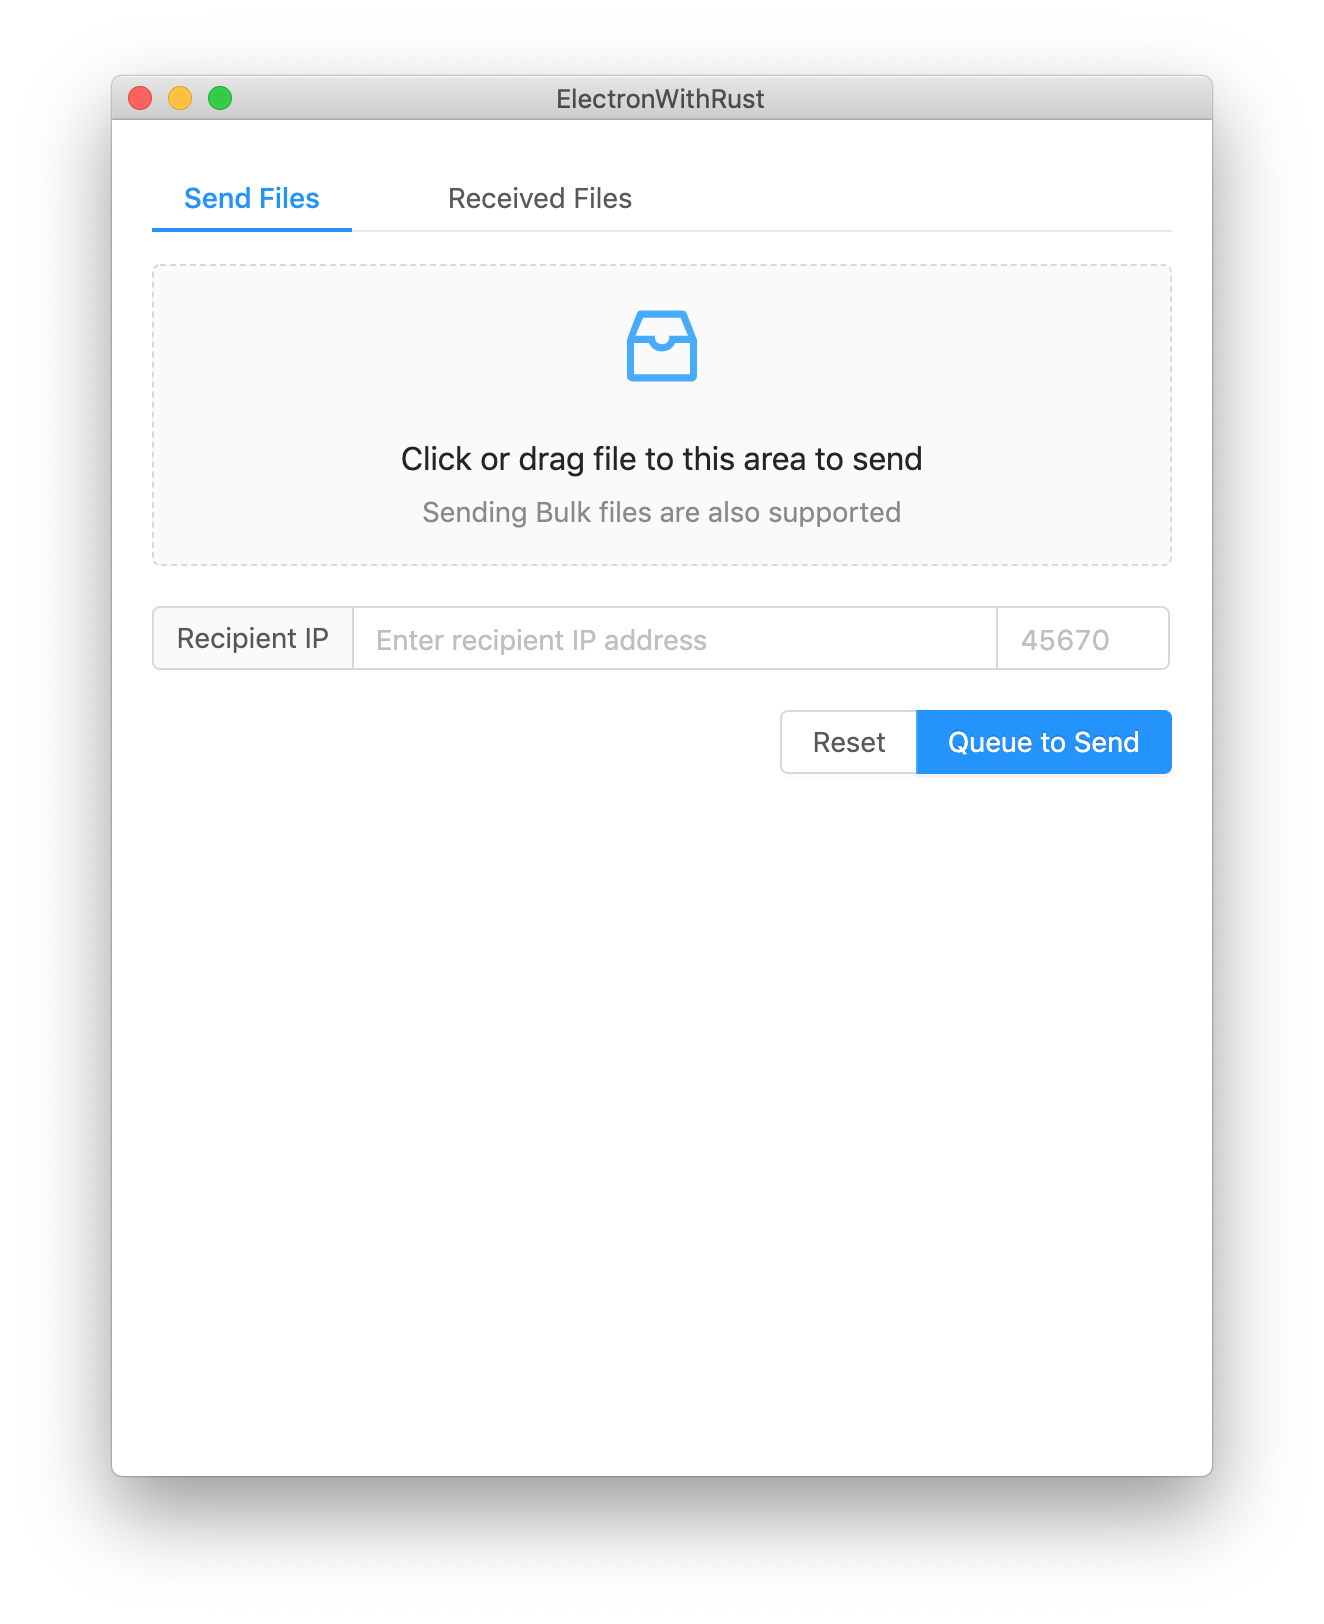 ElectronWithRust
Send Files
Received Files
Click or drag file to this area to send
Sending Bulk files are also supported
Recipient IP
Enter recipient IP address
45670
Reset
Queue to Send